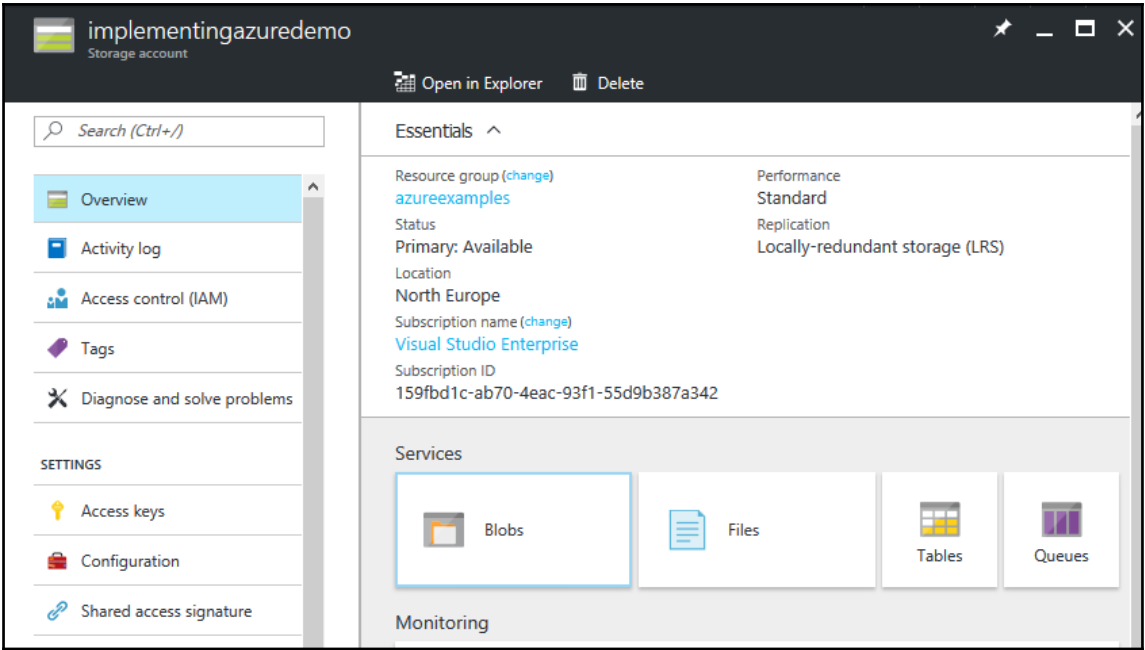 implementingazuredemo
Storage account
Open in Explorer Delete
Search (Ctrl+/)
Overview
Activity log
Access control (IAM)
Tags
Diagnose and solve problems
SETTINGS
Access keys
Configuration
Shared access signature
Essentials
Resource group (change)
azureexamples
Status
Primary: Available
Location
North Europe
Subscription name (change)
Visual Studio Enterprise
Subscription ID
159fbd1c-ab70-4eac-93f1-55d9b387a342
Performance
Standard
Replication
Locally-redundant storage (LRS)
Services
Blobs
Files
Tables
Queues
Monitoring